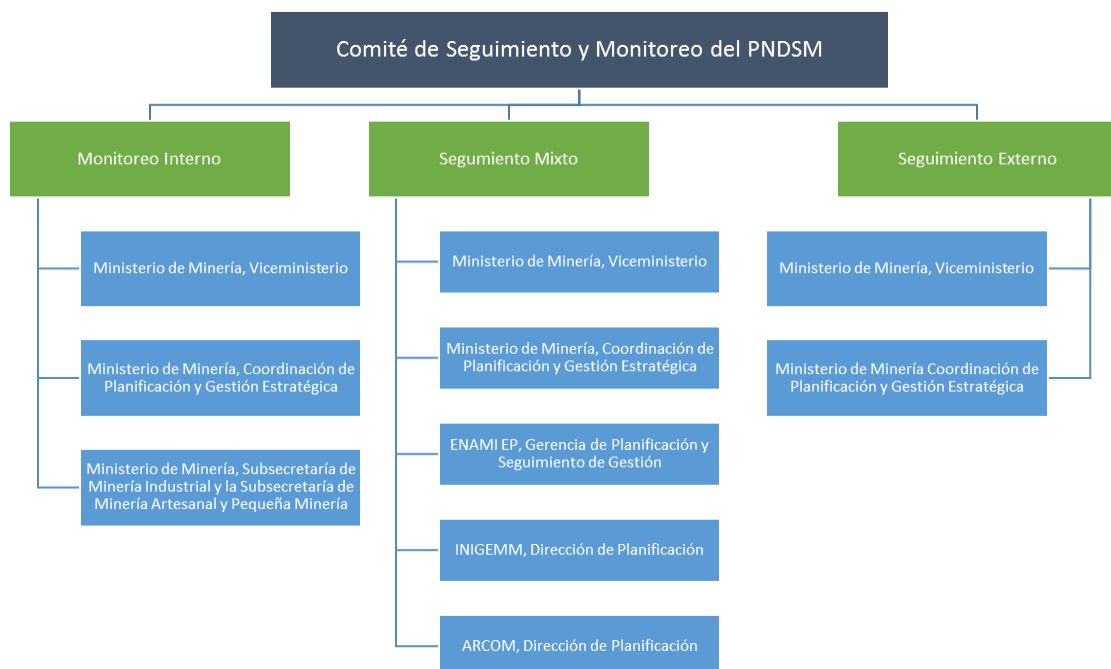 Comité de Seguimiento y Monitoreo del PNDSM
Monitoreo Interno
Ministerio de Minería, Viceministerio
Ministerio de Minería, Coordinación de
Planificación y Gestión Estratégica
Ministerio de Minería, Subsecretaría de
Minería Industrial y la Subsecretaría de
Minería Artesanal y Pequeña Minería
Segumiento Mixto
Ministerio de Minería, Viceministerio
Ministerio de Minería, Coordinación de
Planificación y Gestión Estratégica
ENAMI EP, Gerencia de Planificación y
Seguimiento de Gestión
INIGEMM, Dirección de Planificación
ARCOM, Dirección de Planificación
Seguimiento Externo
Ministerio de Minería, Viceministerio
Ministerio de Minería Coordinación de
Planificación y Gestión Estratégica